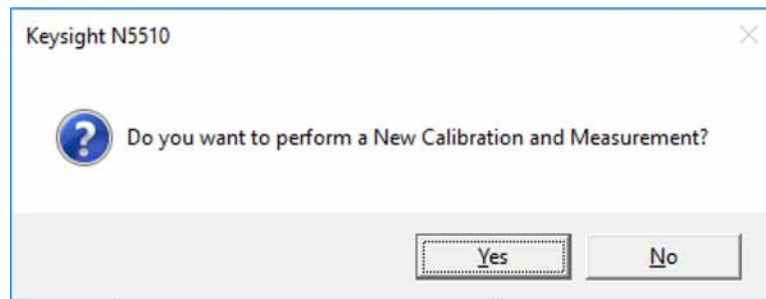 Keysight N5510
Do you want to perform a New Calibration and Measurement?
Yes
No